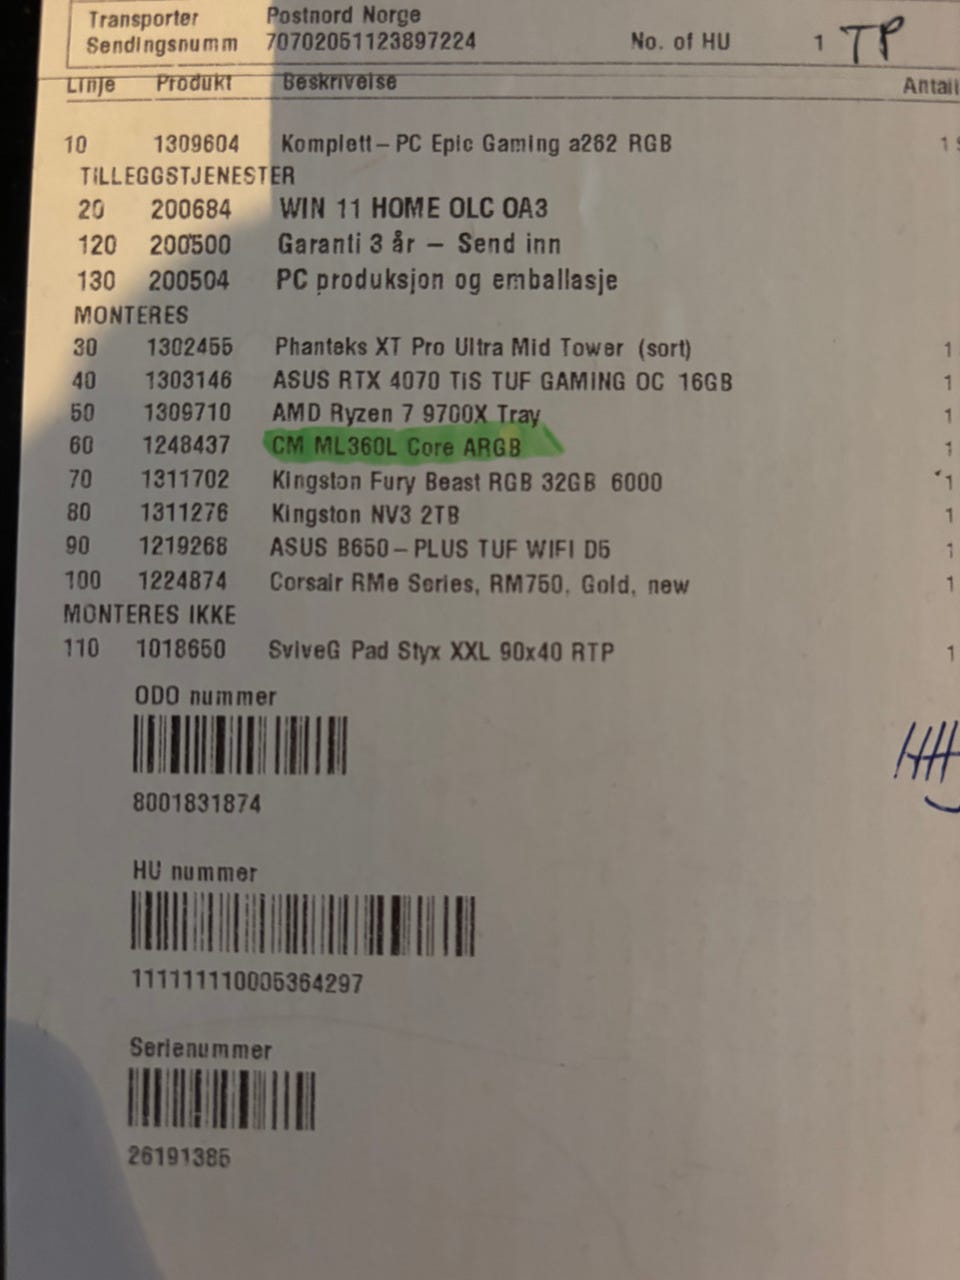 Transporter Postnord Norge
Sendingsnumm 70702051123897224 No. of HU 1 TP
Linje Produkt Beskrivelse Antall
10 1309604 Komplett-PC Epic Gaming a262 RGB 1
TILLEGGSTJENESTER
20 200684 WIN 11 HOME OLC OA3
120 200500 Garanti 3 år - Send inn
130 200504 PC produksjon og emballasje
MONTERES
30 1302455 Phanteks XT Pro Ultra Mid Tower (sort) 1
40 1303146 ASUS RTX 4070 TiS TUF GAMING OC 16GB 1
50 1309710 AMD Ryzen 7 9700X Tray 1
60 1248437 CM ML360L Core ARGB 1
70 1311702 Kingston Fury Beast RGB 32GB 6000 1
80 1311276 Kingston NV3 2TB 1
90 1219268 ASUS B650-PLUS TUF WIFI D5 1
100 1224874 Corsair RMe Series, RM750, Gold, new 1
MONTERES IKKE
110 1018650 SviveG Pad Styx XXL 90x40 RTP 1
ODO nummer
8001831874
HU nummer
111111110005364297
Serienummer
26191385